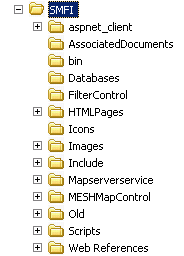 SMFI
aspnet_client
AssociatedDocuments
bin
Databases
FilterControl
HTMLPages
Icons
Images
Include
Mapserverservice
MESHMapControl
Old
Scripts
Web References